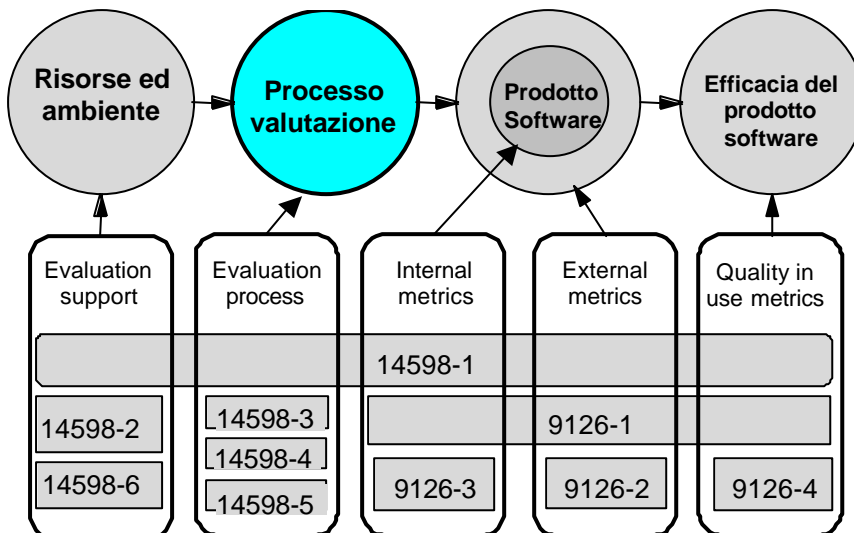 Risorse ed
ambiente
Processo
valutazione
Prodotto
Software
Efficacia del
prodotto
software
Evaluation
support
Evaluation
process
Internal
metrics
External
metrics
Quality in
use metrics
14598-1
14598-2
14598-6
14598-3
14598-4
14598-5
9126-1
9126-3
9126-2
9126-4